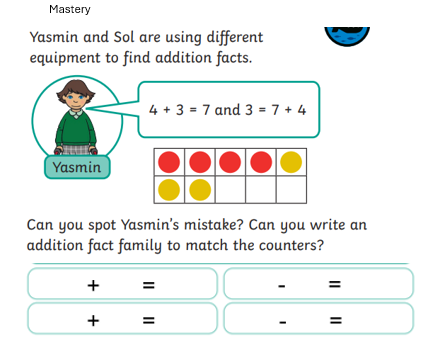 Mastery
Yasmin and Sol are using different
equipment to find addition facts.
4 + 3 = 7 and 3 = 7 + 4
Yasmin
Can you spot Yasmin's mistake? Can you write an
addition fact family to match the counters?
+ =
- =
+ =
- =